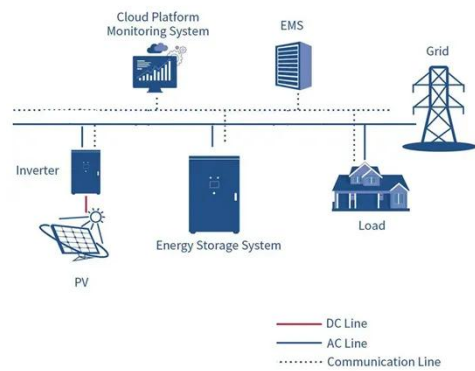 Cloud Platform
Monitoring System
EMS
Grid
Inverter
Energy Storage System
Load
PV
DC Line
AC Line
Communication Line